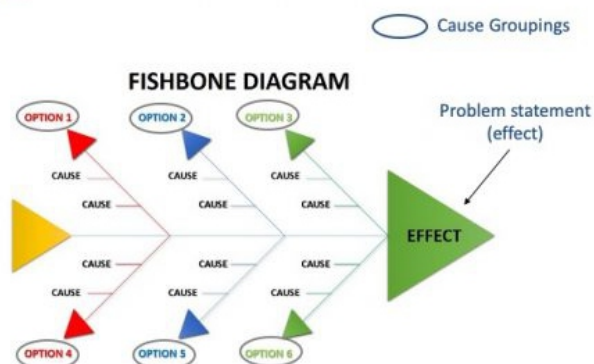 Cause Groupings
FISHBONE DIAGRAM
OPTION 1
OPTION 2
OPTION 3
Problem statement
(effect)
CAUSE
CAUSE
CAUSE
CAUSE
CAUSE
CAUSE
EFFECT
CAUSE
CAUSE
CAUSE
CAUSE
CAUSE
CAUSE
OPTION 4
OPTION 5
OPTION 6